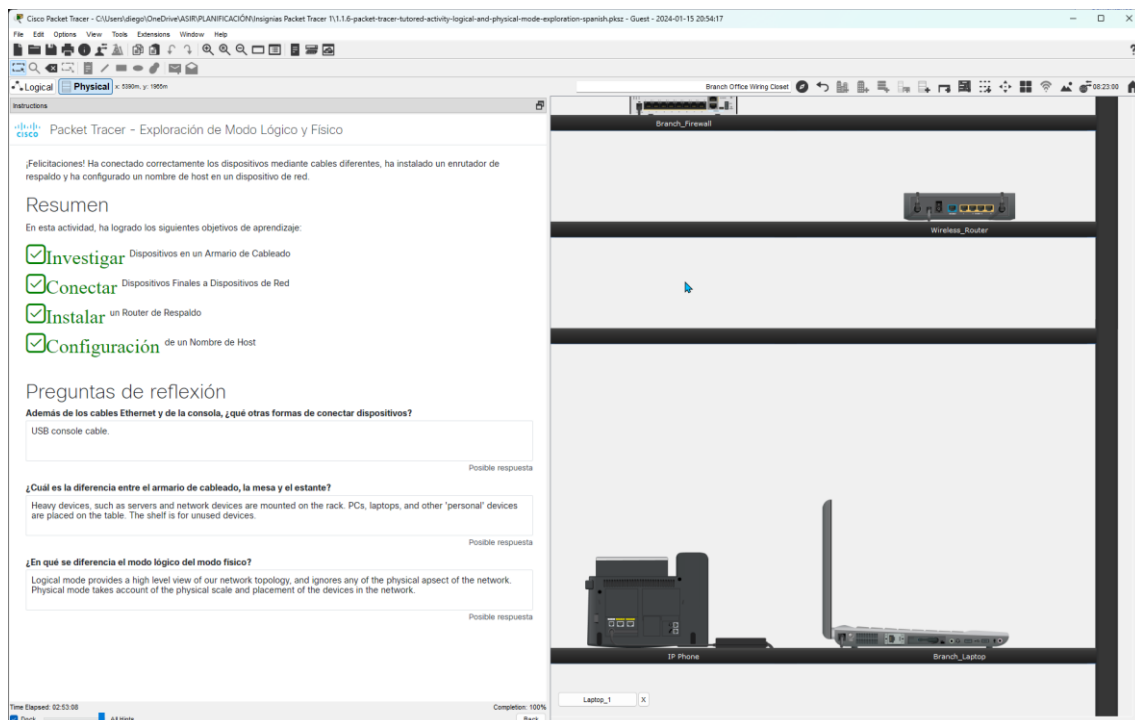 Cisco Packet Tracer - C:\Users\diego\OneDrive\ASIR\PLANIFICACIÓN\Insignias Packet Tracer 1\1.1.6-packet-tracer-tutored-activity-logical-and-physical-mode-exploration-spanish.pksz - Guest - 2024-01-15 20:54:17
File Edit Options View Tools Extensions Window Help
Logical Physical x: 5390m, y: 1965m Branch Office Wiring Closet 08:23:00
Instructions
CISCO Packet Tracer - Exploración de Modo Lógico y Físico
¡Felicitaciones! Ha conectado correctamente los dispositivos mediante cables diferentes, ha instalado un enrutador de
respaldo y ha configurado un nombre de host en un dispositivo de red.
Resumen
En esta actividad, ha logrado los siguientes objetivos de aprendizaje:
Investigar Dispositivos en un Armario de Cableado
Conectar Dispositivos Finales a Dispositivos de Red
Instalar un Router de Respaldo
Configuración de un Nombre de Host
Preguntas de reflexión
Además de los cables Ethernet y de la consola, ¿qué otras formas de conectar dispositivos?
USB console cable.
Posible respuesta
¿Cuál es la diferencia entre el armario de cableado, la mesa y el estante?
Heavy devices, such as servers and network devices are mounted on the rack. PCs, laptops, and other 'personal' devices
are placed on the table. The shelf is for unused devices.
Posible respuesta
¿En qué se diferencia el modo lógico del modo físico?
Logical mode provides a high level view of our network topology, and ignores any of the physical apsect of the network.
Physical mode takes account of the physical scale and placement of the devices in the network.
Posible respuesta
Time Elapsed: 02:53:08 Completion: 100%
Dock All Hints Back
Branch_Firewall
Wireless_Router
IP Phone Branch_Laptop
Laptop_1 X